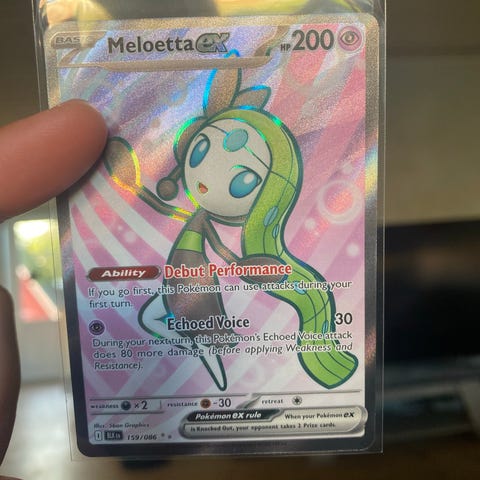 BASIC Meloetta ex HP 200
Ability Debut Performance
If you go first, this Pokémon can use attacks during your
first turn.
Echoed Voice 30
During your next turn, this Pokémon's Echoed Voice attack
does 80 more damage (before applying Weakness and
Resistance).
weakness ×2 resistance -30 retreat
Pokémon ex rule When your Pokémon ex
is Knocked Out, your opponent takes 2 Prize cards.
Illus. 5ban Graphics
I BLK EN 159/086